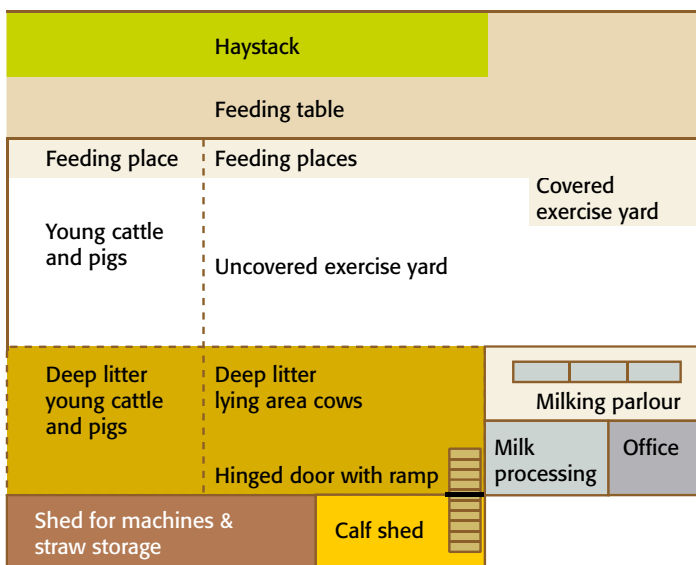 Haystack
Feeding table
Feeding place
Feeding places
Covered
exercise yard
Young cattle
and pigs
Uncovered exercise yard
Deep litter
young cattle
and pigs
Deep litter
lying area cows
Milking parlour
Hinged door with ramp
Milk
processing
Office
Shed for machines &
straw storage
Calf shed